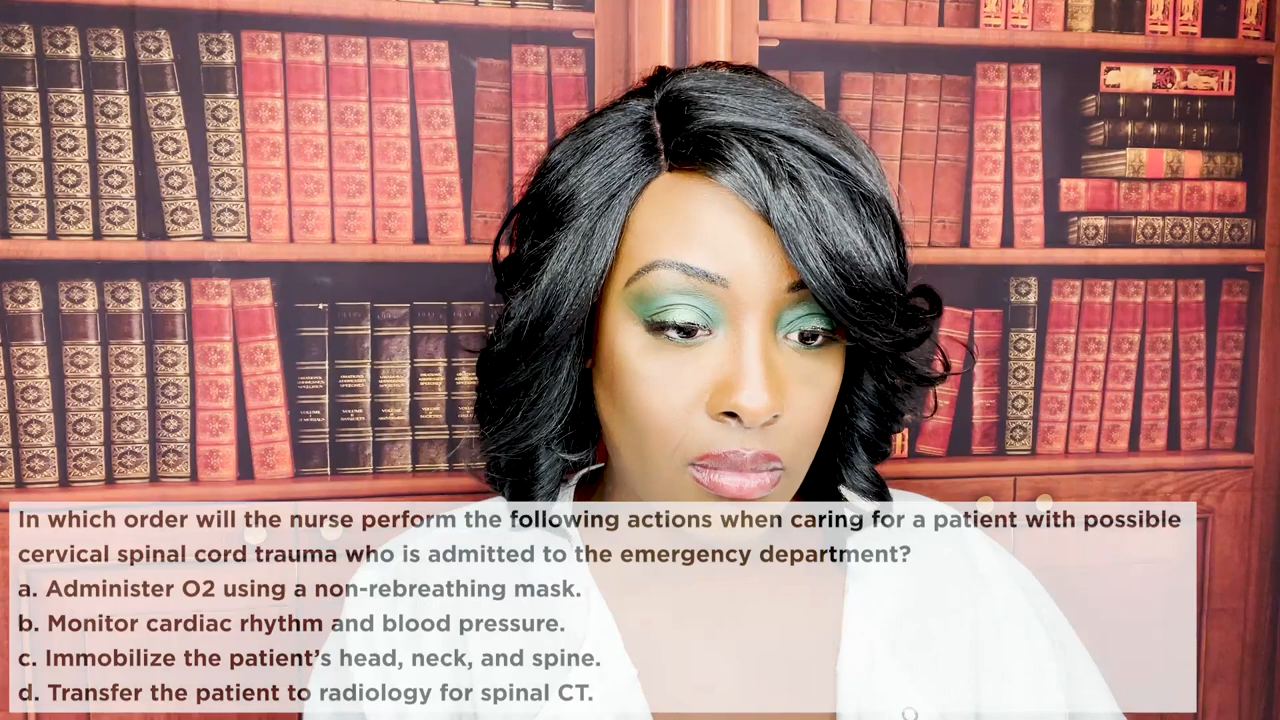 In which order will the nurse perform the following actions when caring for a patient with possible
cervical spinal cord trauma who is admitted to the emergency department?
a. Administer O2 using a non-rebreathing mask.
b. Monitor cardiac rhythm and blood pressure.
c. Immobilize the patient’s head, neck, and spine.
d. Transfer the patient to radiology for spinal CT.